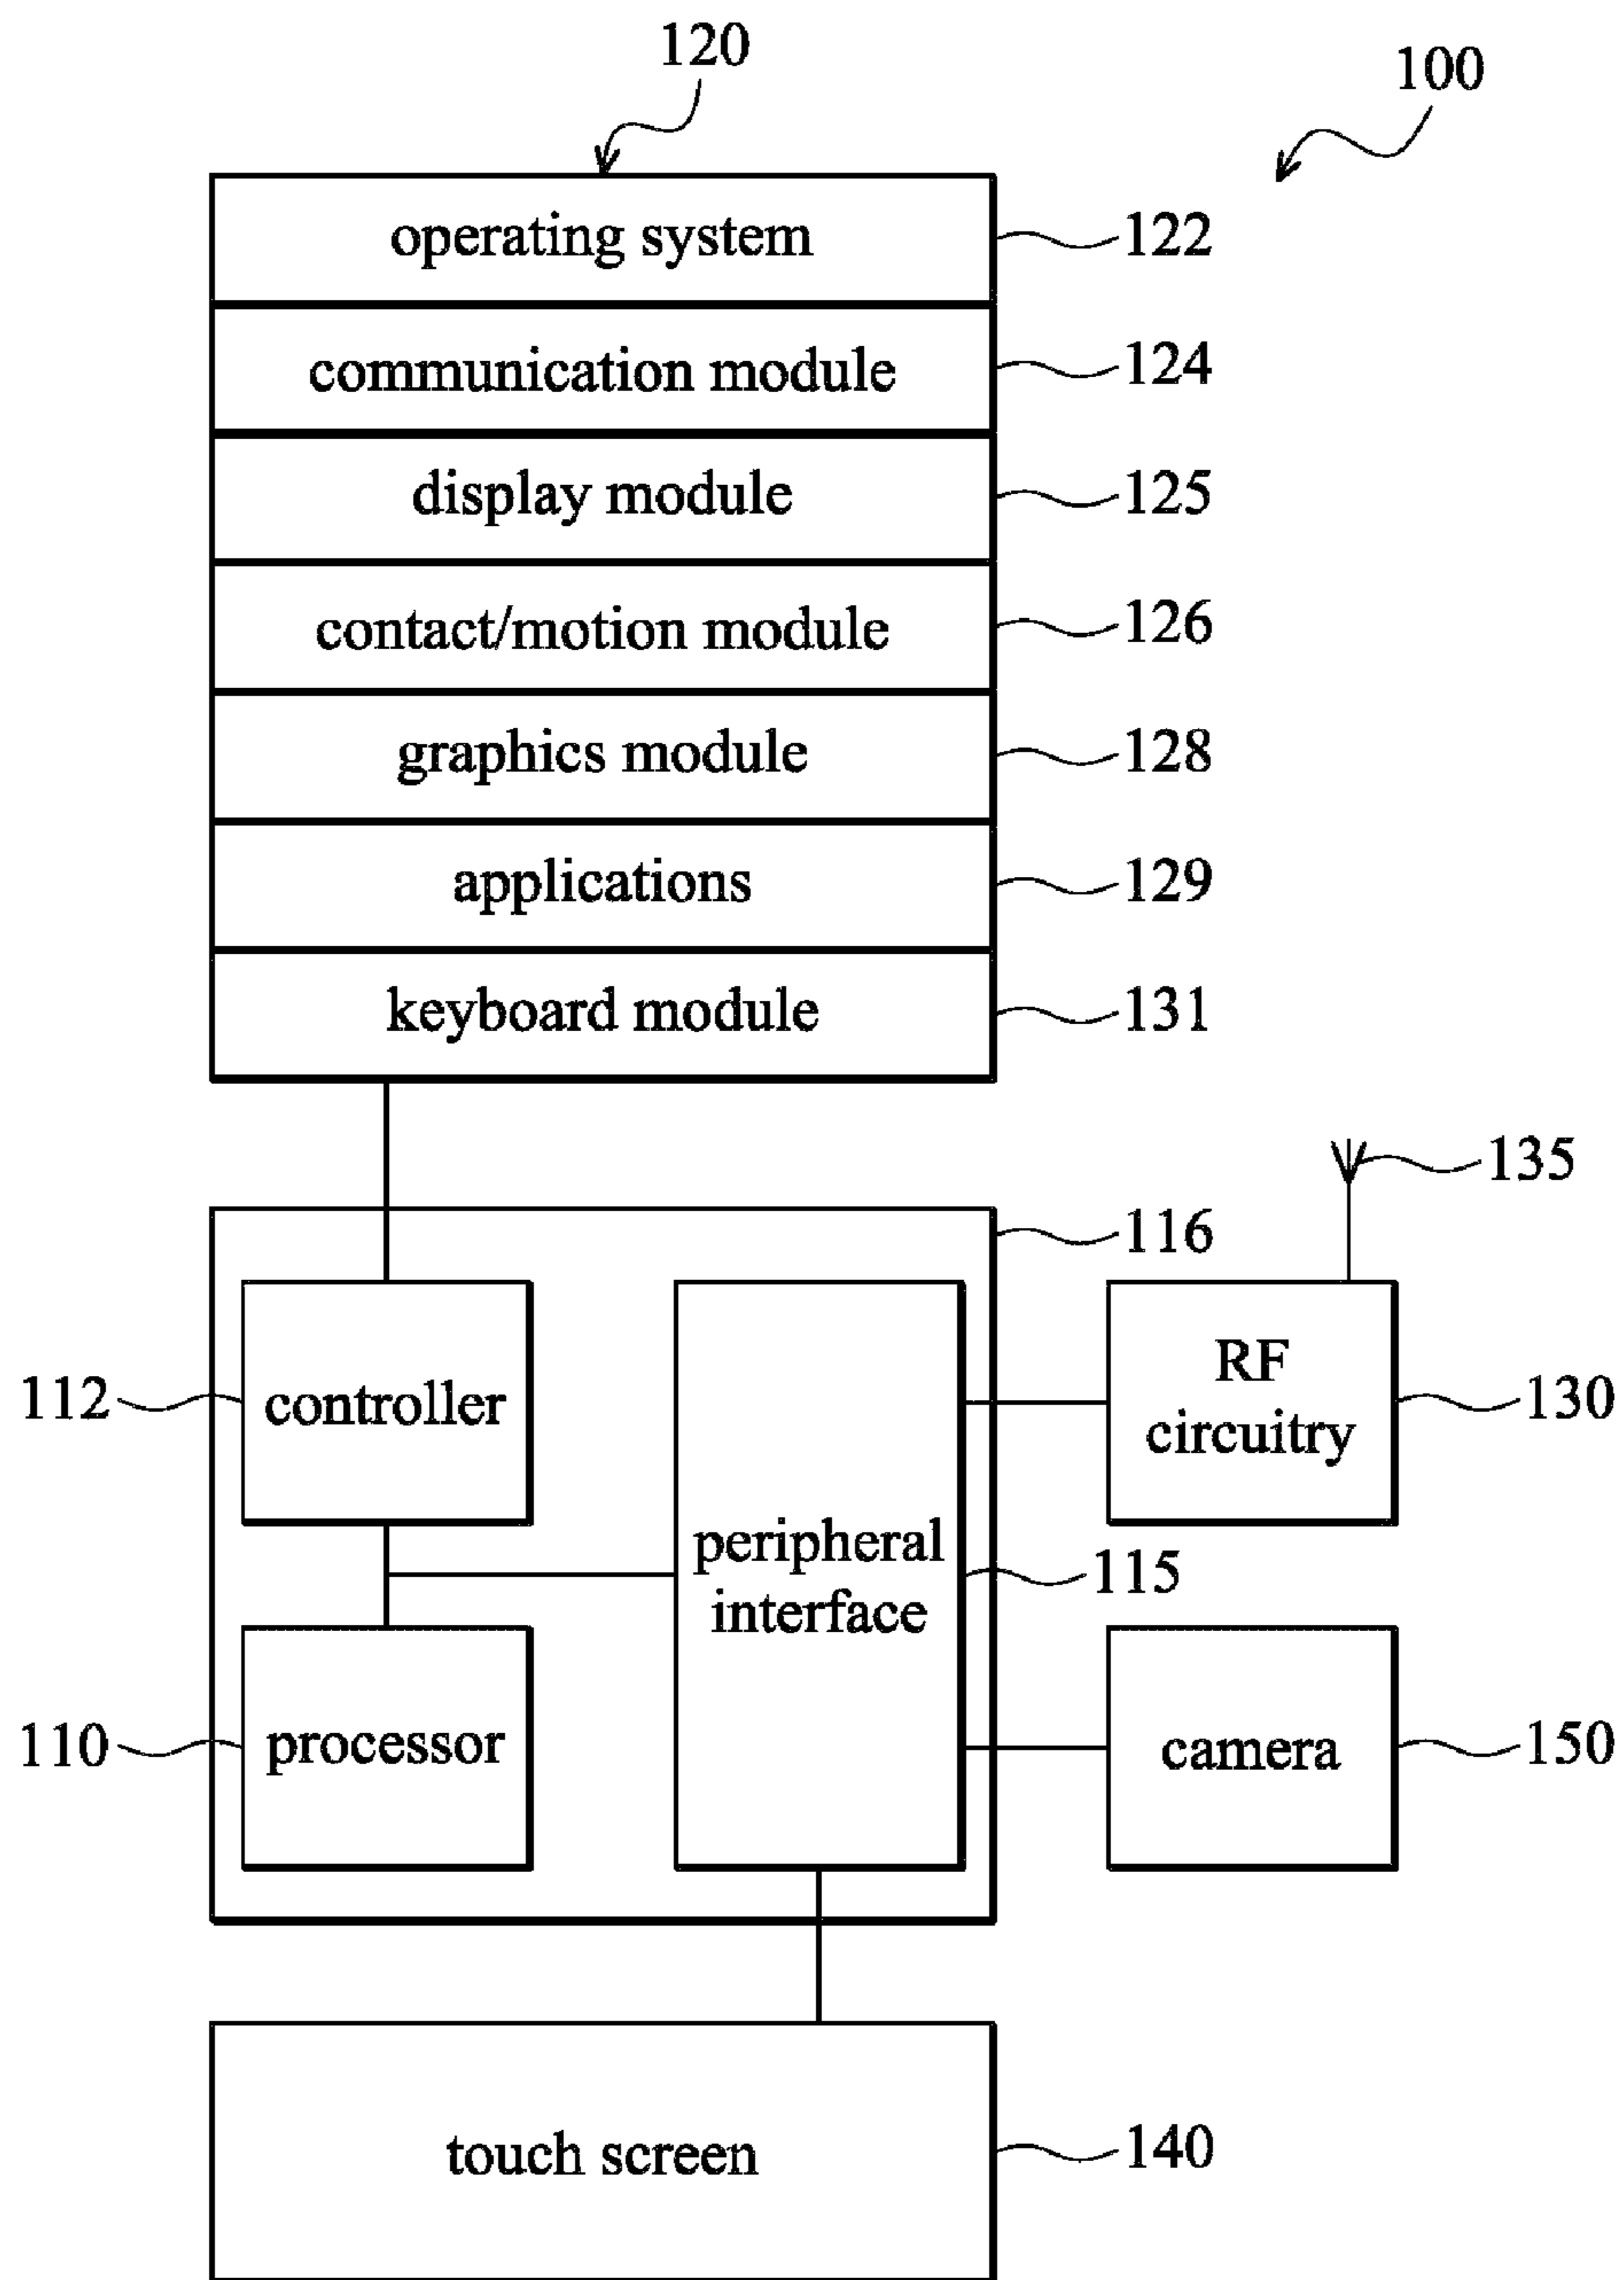 120
100
operating system
122
communication module
124
display module
125
contact/motion module
126
graphics module
128
applications
129
keyboard module
131
135
116
112
controller
RF
circuitry
130
peripheral
interface
115
110
processor
camera
150
touch screen
140